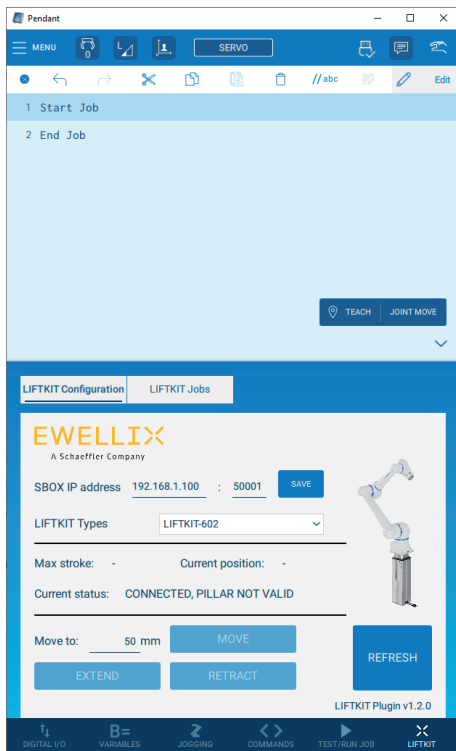 Pendant
MENU
0
L
SERVO
// abc
Edit
1 Start Job
2 End Job
TEACH JOINT MOVE
LIFTKIT Configuration LIFTKIT Jobs
EWELLIX
A Schaeffler Company
SBOX IP address 192.168.1.100 : 50001 SAVE
LIFTKIT Types LIFTKIT-602
Max stroke: - Current position: -
Current status: CONNECTED, PILLAR NOT VALID
Move to: 50 mm MOVE
REFRESH
EXTEND RETRACT
LIFTKIT Plugin v1.2.0
B=
DIGITAL I/O VARIABLES JOGGING COMMANDS TEST/RUN JOB LIFTKIT